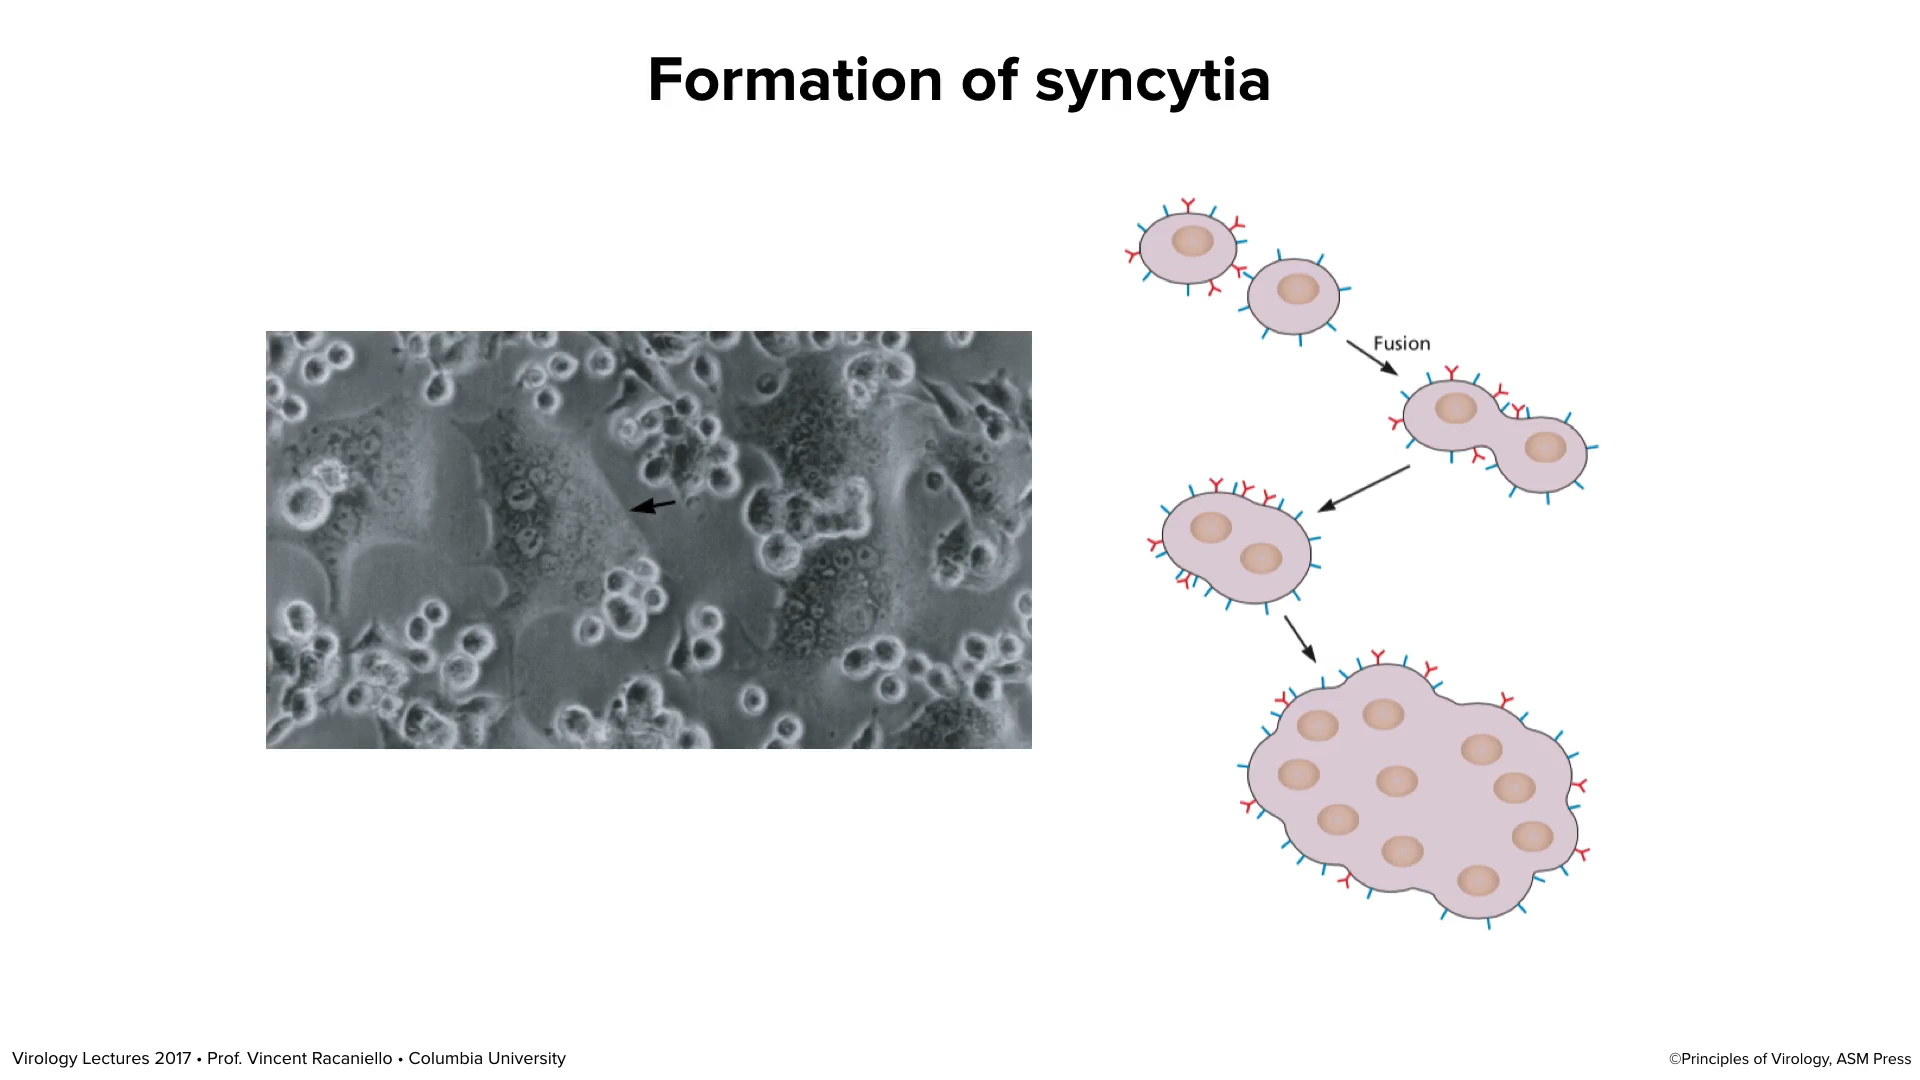 Formation of syncytia
Fusion
Virology Lectures 2017 • Prof. Vincent Racaniello • Columbia University
©Principles of Virology, ASM Press